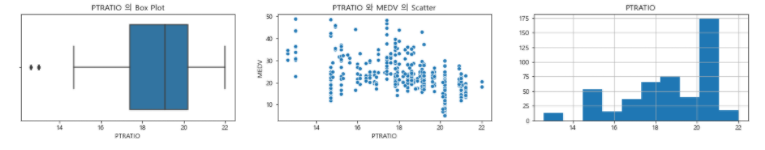 PTRATIO 의 Box Plot
14 16 18 20 22
PTRATIO
PTRATIO 와 MEDV 의 Scatter
MEDV
50
40
30
20
10
14 16 18 20 22
PTRATIO
PTRATIO
175
150
125
100
75
50
25
0
14 16 18 20 22